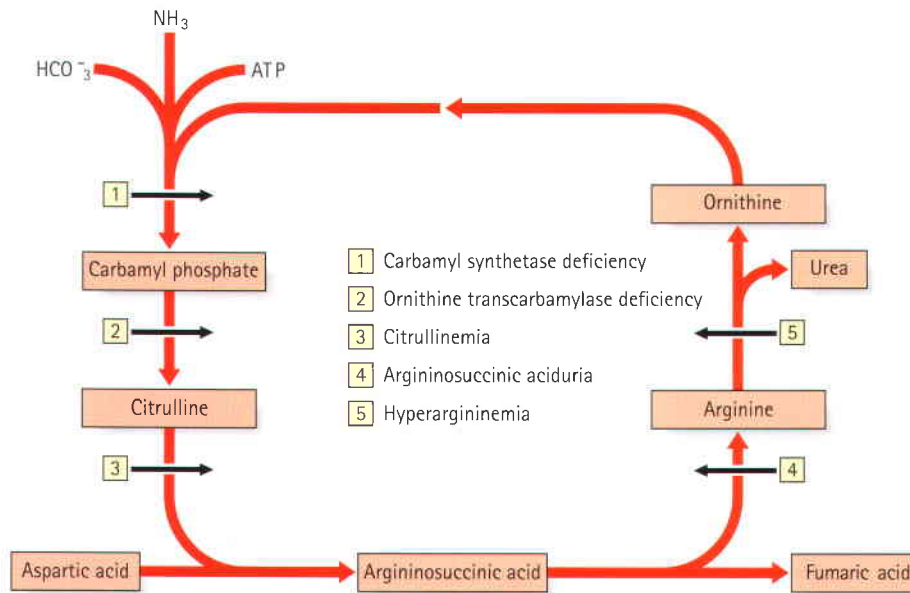 NH3
HCO−3
ATP
1
Ornithine
Carbamyl phosphate
1 Carbamyl synthetase deficiency
Urea
2 Ornithine transcarbamylase deficiency
2
3 Citrullinemia
5
4 Argininosuccinic aciduria
Citrulline
5 Hyperargininemia
Arginine
3
4
Aspartic acid
Argininosuccinic acid
Fumaric acid